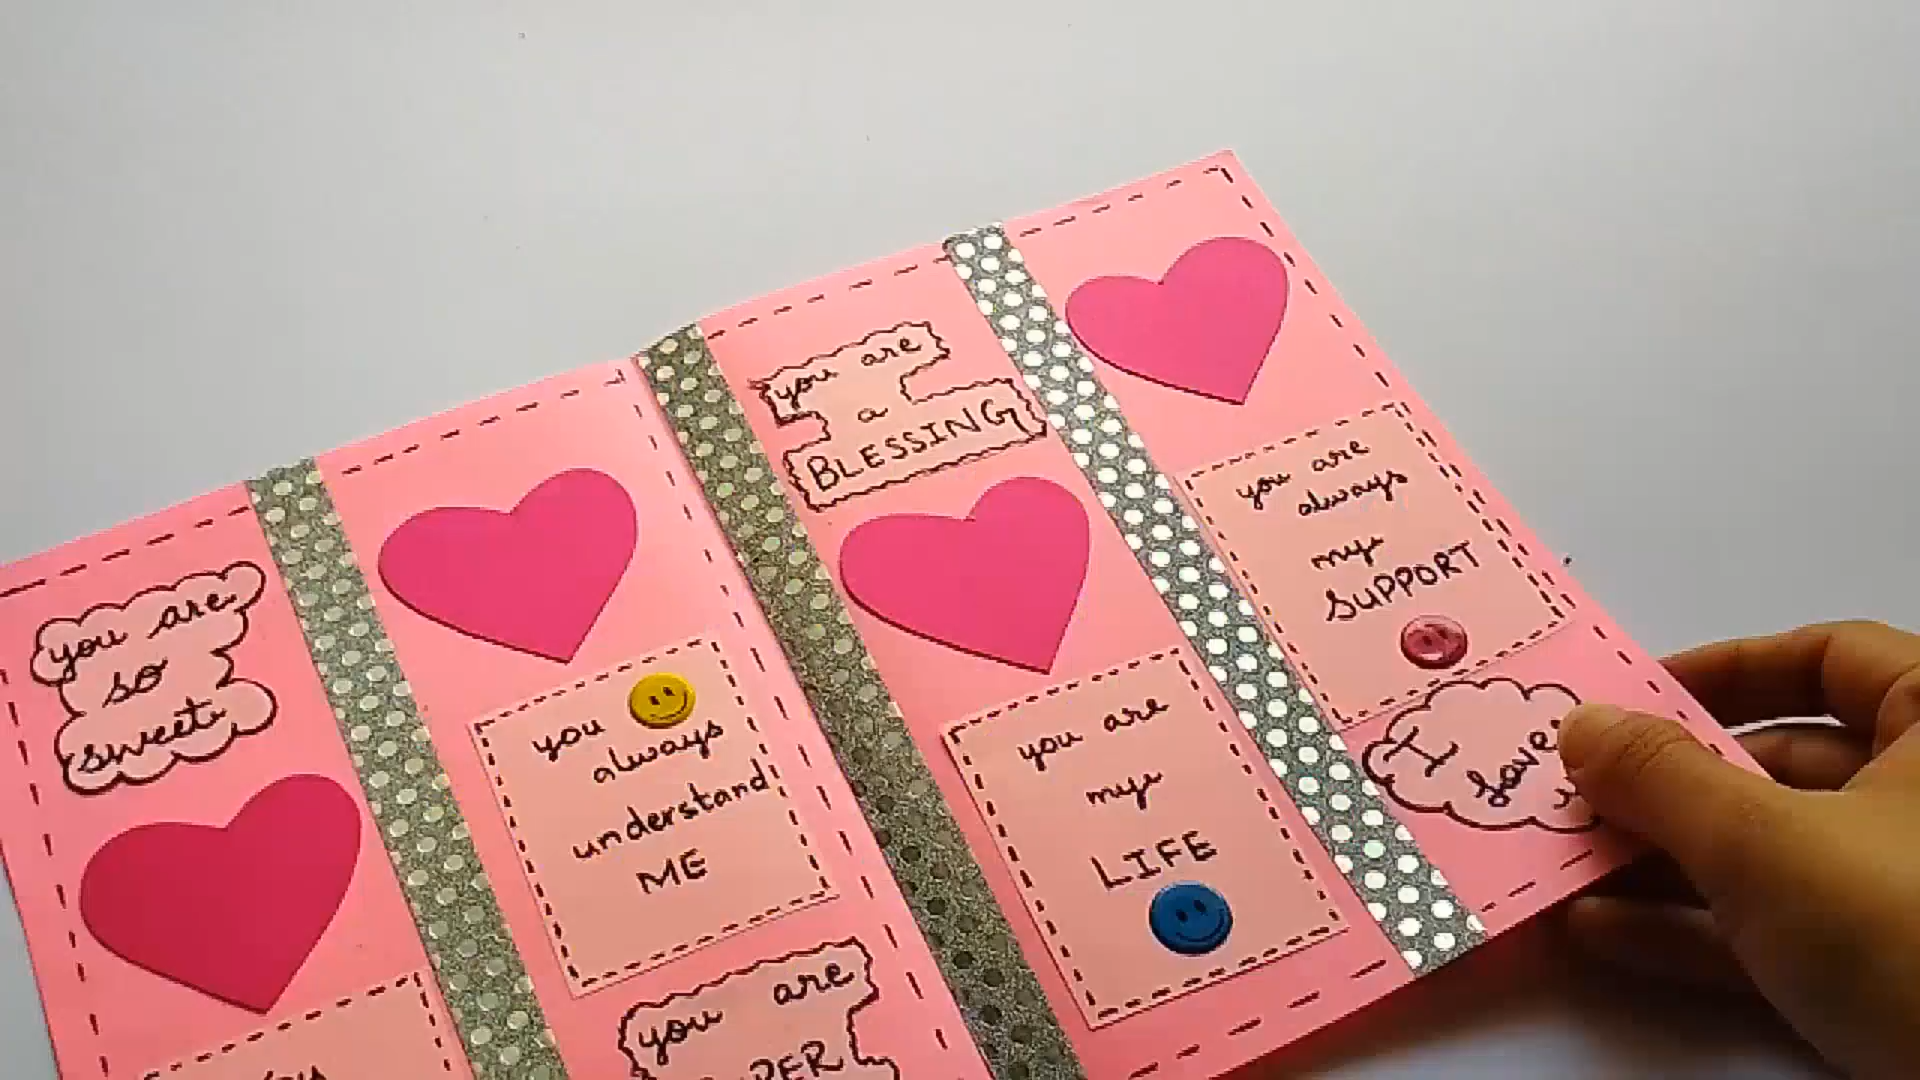 you are
so
sweet
you
always
understand
ME
you are
you are
a
BLESSING
you are
my
LIFE
you are
always
my
SUPPORT
I
Love